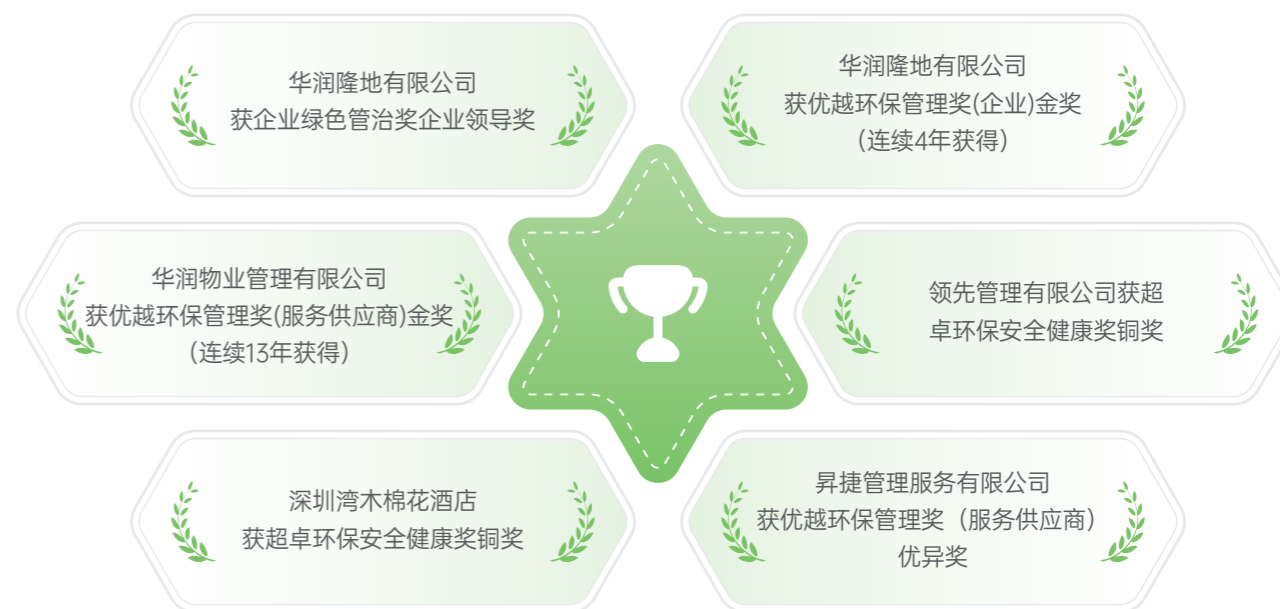 华润隆地有限公司
获企业绿色管治奖企业领导奖
华润隆地有限公司
获优越环保管理奖(企业)金奖
（连续4年获得）
华润物业管理有限公司
获优越环保管理奖(服务供应商)金奖
（连续13年获得）
领先管理有限公司获超
卓环保安全健康奖铜奖
深圳湾木棉花酒店
获超卓环保安全健康奖铜奖
昇捷管理服务有限公司
获优越环保管理奖（服务供应商）
优异奖